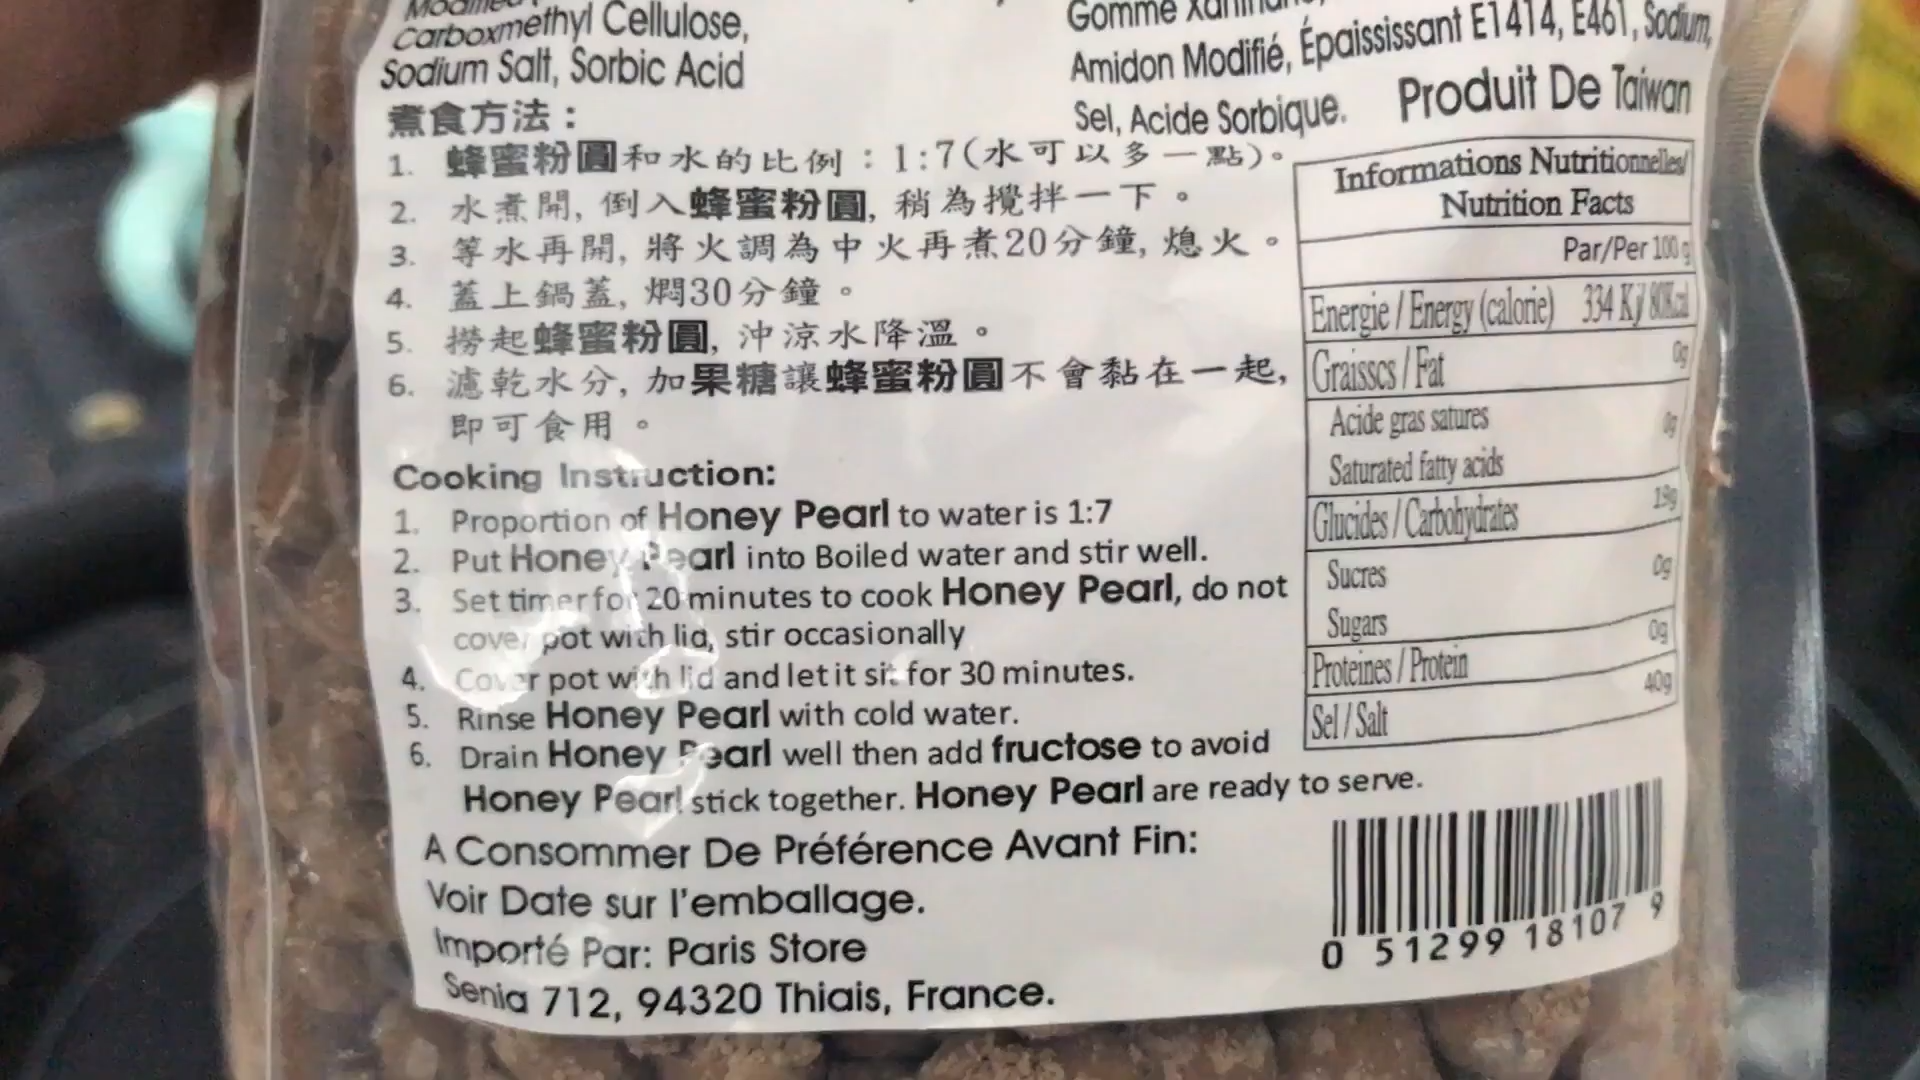 Carboxmethyl Cellulose,
Sodium Salt, Sorbic Acid
Gomme
Amidon Modifié, Épaississant E1414, E461, Sodium,
Sel, Acide Sorbique. Produit De Taiwan
煮食方法：
1. 蜂蜜粉圓和水的比例：1:7(水可以多一點)。
2. 水煮開, 倒入蜂蜜粉圓, 稍為攪拌一下。
3. 等水再開, 將火調為中火再煮20分鐘, 熄火。
4. 蓋上鍋蓋, 燜30分鐘。
5. 撈起蜂蜜粉圓, 沖涼水降溫。
6. 濾乾水分, 加果糖讓蜂蜜粉圓不會黏在一起,
即可食用。
Cooking Instruction:
1. Proportion of Honey Pearl to water is 1:7
2. Put Honey Pearl into Boiled water and stir well.
3. Set timer for 20 minutes to cook Honey Pearl, do not
cover pot with lid, stir occasionally
4. Cover pot with lid and let it sit for 30 minutes.
5. Rinse Honey Pearl with cold water.
6. Drain Honey Pearl well then add fructose to avoid
Honey Pearl stick together. Honey Pearl are ready to serve.
A Consommer De Préférence Avant Fin:
Voir Date sur l'emballage.
Importé Par: Paris Store
Senia 712, 94320 Thiais, France.
Informations Nutritionnelles/
Nutrition Facts
Par/Per 100 g
Energie / Energy (calorie) 334 Kj/ 80Kcal
Graisscs / Fat 0g
Acide gras satures 0g
Saturated fatty acids
Glucides / Carbohydrates 19g
Sucres 0g
Sugars
Proteines / Protein 0g
Sel / Salt 40g
0 51299 18107 9